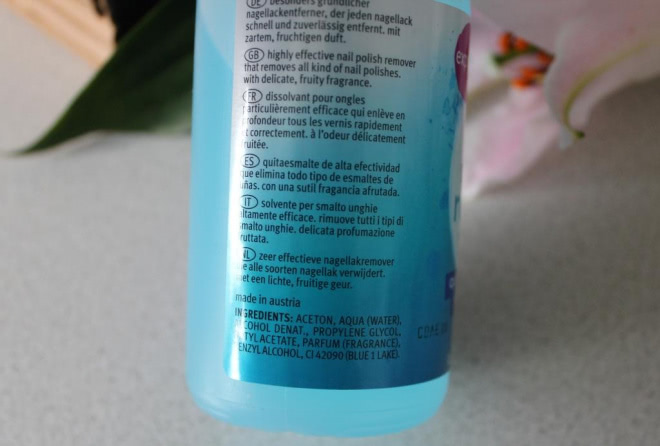 DE besonders gründlicher
nagellackentferner, der jeden nagellack
schnell und zuverlässig entfernt. mit
zartem, fruchtigen duft.
GB highly effective nail polish remover
that removes all kind of nail polishes.
with delicate, fruity fragrance.
FR dissolvant pour ongles
particulièrement efficace qui enlève en
profondeur tous les vernis rapidement
et correctement. à l'odeur délicatement
fruitée.
ES quitaesmalte de alta efectividad
que elimina todo tipo de esmaltes de
uñas. con una sutil fragancia afrutada.
IT solvente per smalto unghie
altamente efficace. rimuove tutti i tipi di
smalto unghie. delicata profumazione
fruttata.
NL zeer effectieve nagellakremover
die alle soorten nagellak verwijdert.
met een lichte, fruitige geur.
made in austria
INGREDIENTS: ACETON, AQUA (WATER),
ALCOHOL DENAT., PROPYLENE GLYCOL,
BUTYLACETATE, PARFUM (FRAGRANCE),
BENZYLALCOHOL, CI 42090 (BLUE 1 LAKE).